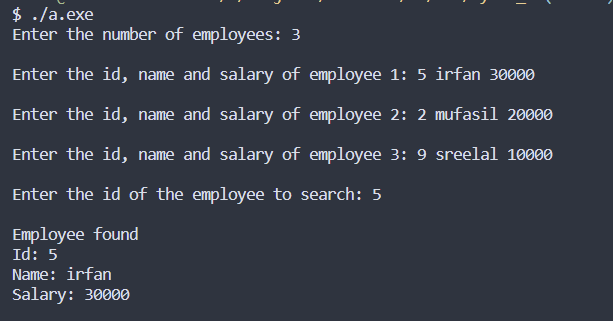 $ ./a.exe
Enter the number of employees: 3
Enter the id, name and salary of employee 1: 5 irfan 30000
Enter the id, name and salary of employee 2: 2 mufasil 20000
Enter the id, name and salary of employee 3: 9 sreelal 10000
Enter the id of the employee to search: 5
Employee found
Id: 5
Name: irfan
Salary: 30000